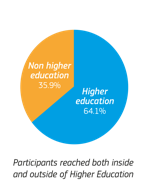 Non higher
education
35.9%
Higher
education
64.1%
Participants reached both inside
and outside of Higher Education